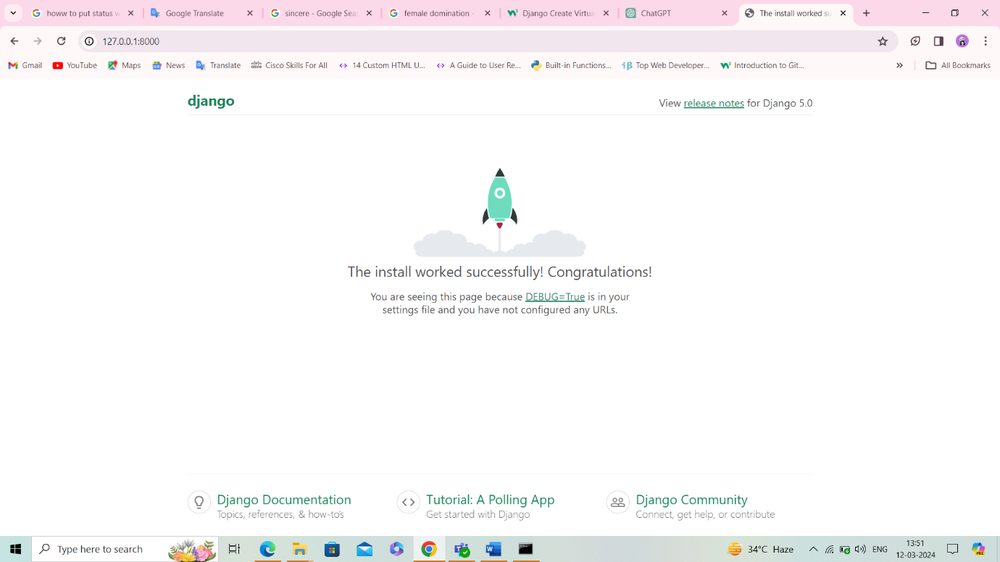 howw to put status w
Google Translate
sincere - Google Sea
female domination -
Django Create Virtua
ChatGPT
The install worked su
127.0.0.1:8000
Gmail
YouTube
Maps
News
Translate
Cisco Skills For All
14 Custom HTML U...
A Guide to User Re...
Built-in Functions...
Top Web Developer...
Introduction to Git...
»
All Bookmarks
django
View release notes for Django 5.0
The install worked successfully! Congratulations!
You are seeing this page because DEBUG=True is in your
settings file and you have not configured any URLs.
Django Documentation
Topics, references, & how-to's
Tutorial: A Polling App
Get started with Django
Django Community
Connect, get help, or contribute
Type here to search
34°C Haze
ENG
13:51
12-03-2024
PRE